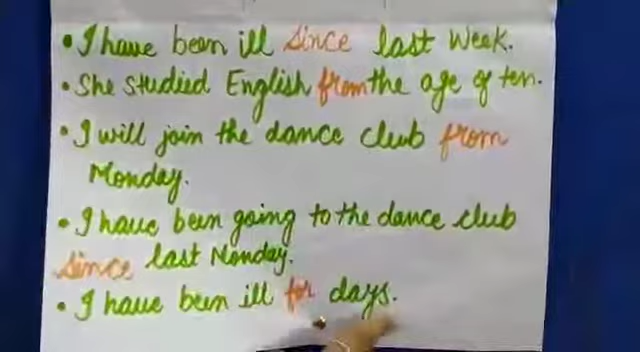 • I have been ill since last week.
• She studied English from the age of ten.
• I will join the dance club from
Monday.
• I have been going to the dance club
since last Monday.
• I have been ill for days.